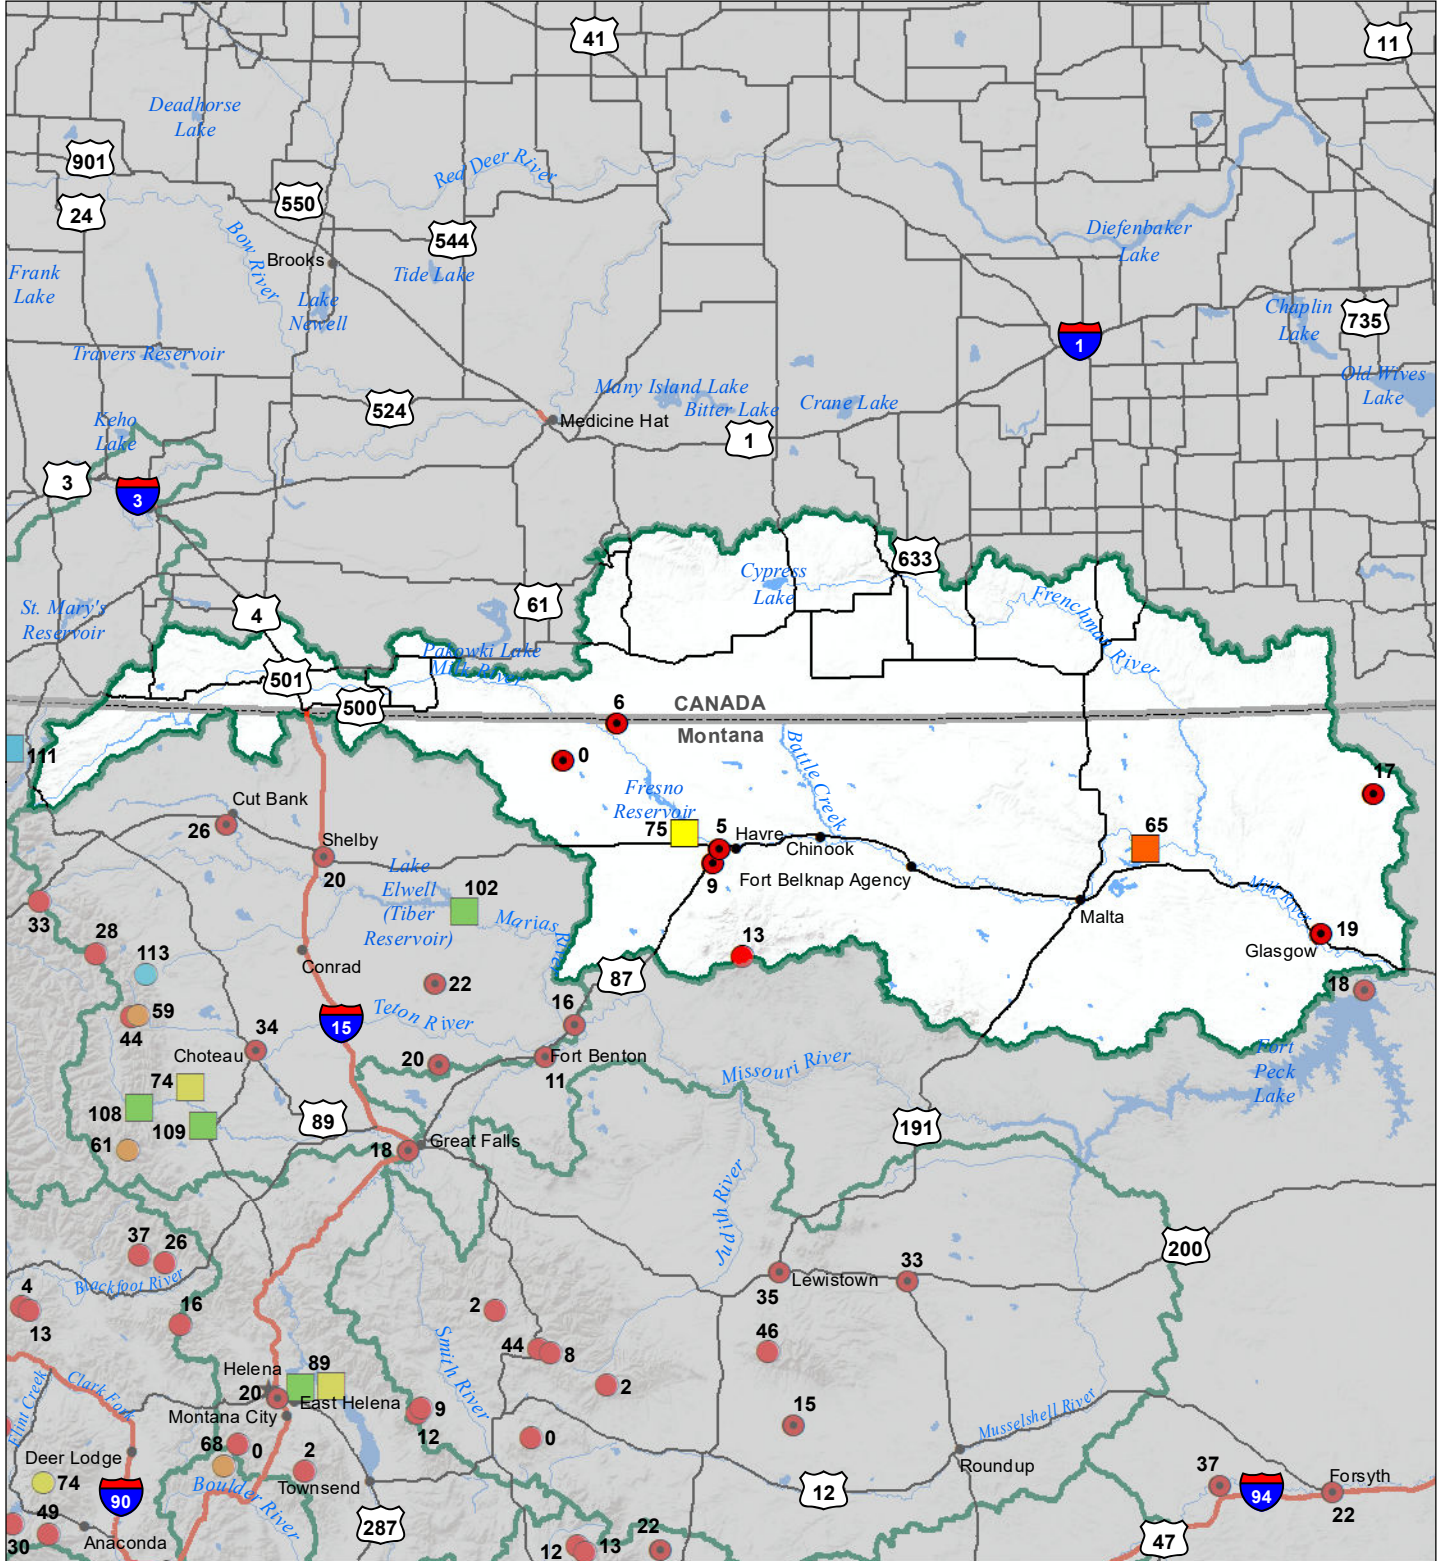 41
11
Deadhorse
Lake
901
Red Deer River
550
24
544
Bow River
Brooks
Diefenbaker
Lake
Frank
Lake
Tide Lake
Lake
Newell
Chaplin
Lake
735
1
Travers Reservoir
Old Wives
Lake
Many Island Lake
Bitter Lake
Crane Lake
524
Keho
Lake
Medicine Hat
1
3
3
633
Cypress
Lake
61
4
St. Mary's
Reservoir
Frenchman River
Pakowki Lake
Milk River
501
500
6
CANADA
Montana
111
0
Battle Creek
17
Fresno
Reservoir
Cut Bank
26
75
5
Havre
65
Shelby
20
Chinook
9
Fort Belknap Agency
Lake
Elwell
(Tiber
Reservoir)
102
Milk River
33
Marias River
Malta
28
13
19
Glasgow
113
Conrad
87
22
18
59
44
16
15
Teton River
34
Choteau
20
Fort Benton
11
Missouri River
Fort
Peck
Lake
74
108
109
89
191
61
18
Great Falls
Judith River
37
26
200
Blackfoot River
4
13
Lewistown
33
35
16
2
Smith River
44
8
46
Helena
89
20
East Helena
2
Flint Creek
Clark Fork
Montana City
9
12
15
Musselshell River
68
0
0
Deer Lodge
74
2
Townsend
Roundup
37
Forsyth
22
90
Boulder River
12
94
49
30
Anaconda
287
22
12
13
47